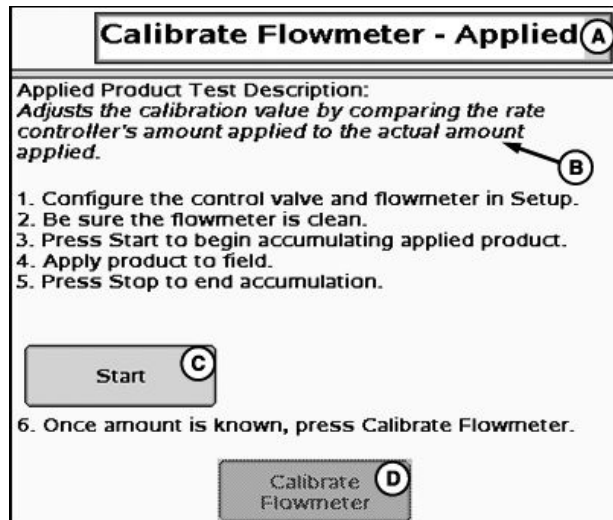 Calibrate Flowmeter - Applied A
Applied Product Test Description:
Adjusts the calibration value by comparing the rate
controller's amount applied to the actual amount
applied.
B
1. Configure the control valve and flowmeter in Setup.
2. Be sure the flowmeter is clean.
3. Press Start to begin accumulating applied product.
4. Apply product to field.
5. Press Stop to end accumulation.
Start C
6. Once amount is known, press Calibrate Flowmeter.
Calibrate D
Flowmeter